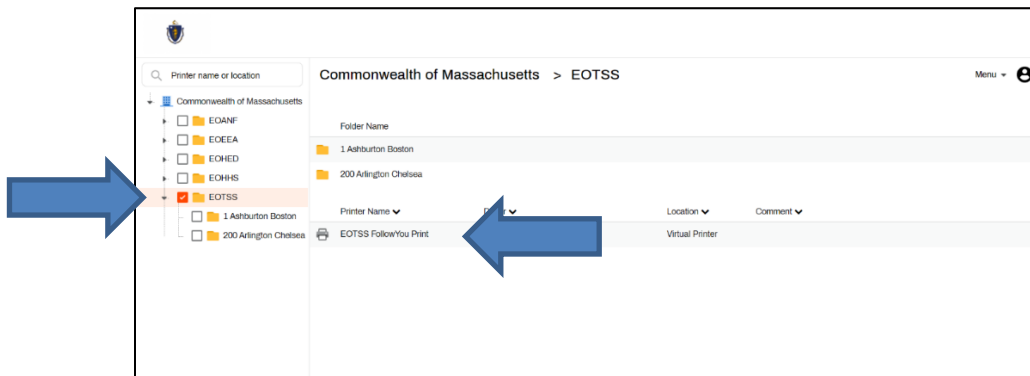 Printer name or location
Commonwealth of Massachusetts > EOTSS
Menu
Commonwealth of Massachusetts
EOANF
EOEEA
EOHED
EOHHS
EOTSS
1 Ashburton Boston
200 Arlington Chelsea
Folder Name
1 Ashburton Boston
200 Arlington Chelsea
Printer Name
Location
Comment
EOTSS FollowYou Print
Virtual Printer